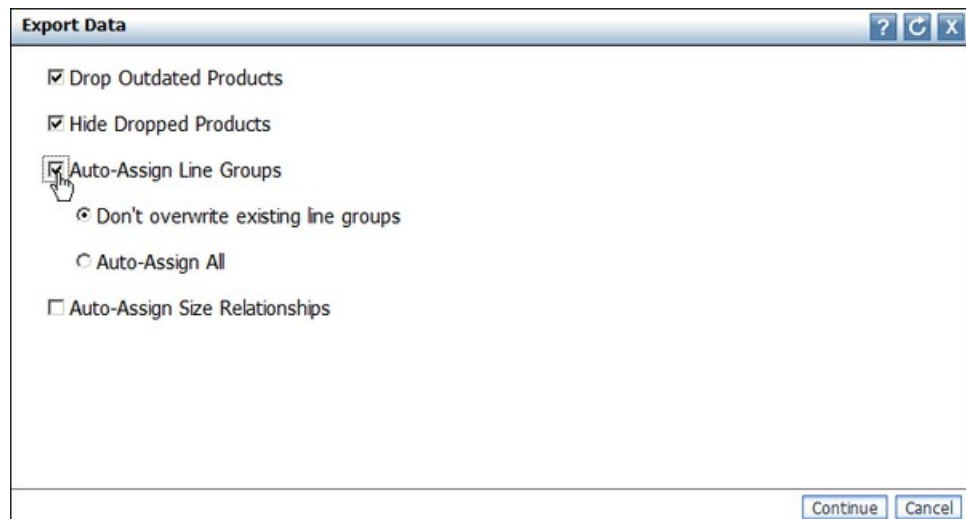 Export Data
? C X
Drop Outdated Products
Hide Dropped Products
Auto-Assign Line Groups
Don't overwrite existing line groups
Auto-Assign All
Auto-Assign Size Relationships
Continue Cancel